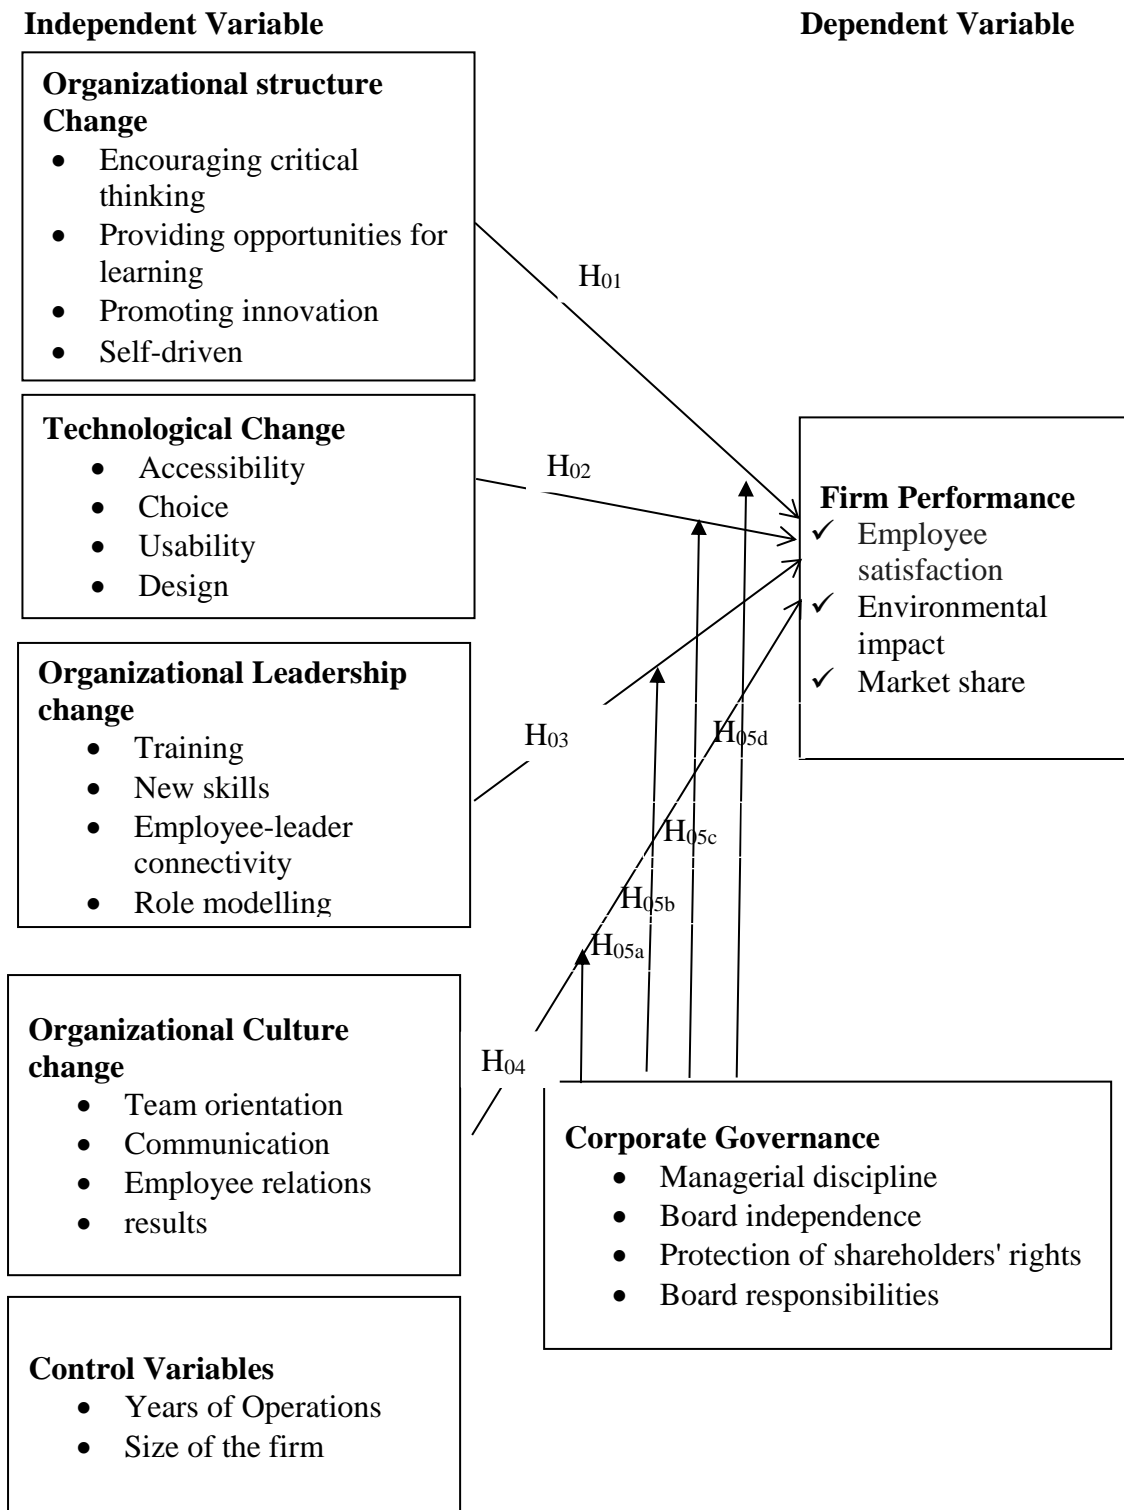 Independent Variable
Dependent Variable
Organizational structure
Change
• Encouraging critical
thinking
• Providing opportunities for
learning
• Promoting innovation
• Self-driven
H01
Technological Change
• Accessibility
• Choice
• Usability
• Design
H02
Firm Performance
✓ Employee
satisfaction
✓ Environmental
impact
✓ Market share
Organizational Leadership
change
• Training
• New skills
• Employee-leader
connectivity
• Role modelling
H03
H05d
H05c
H05b
H05a
Organizational Culture
change
• Team orientation
• Communication
• Employee relations
• results
H04
Corporate Governance
• Managerial discipline
• Board independence
• Protection of shareholders' rights
• Board responsibilities
Control Variables
• Years of Operations
• Size of the firm